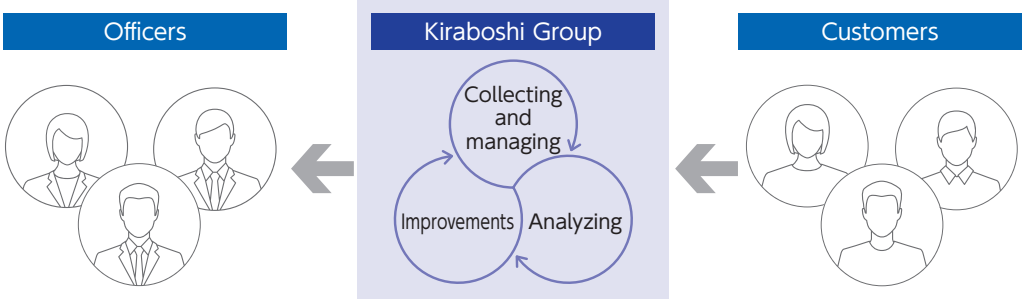 Officers
Kiraboshi Group
Customers
Collecting
and
managing
Improvements
Analyzing